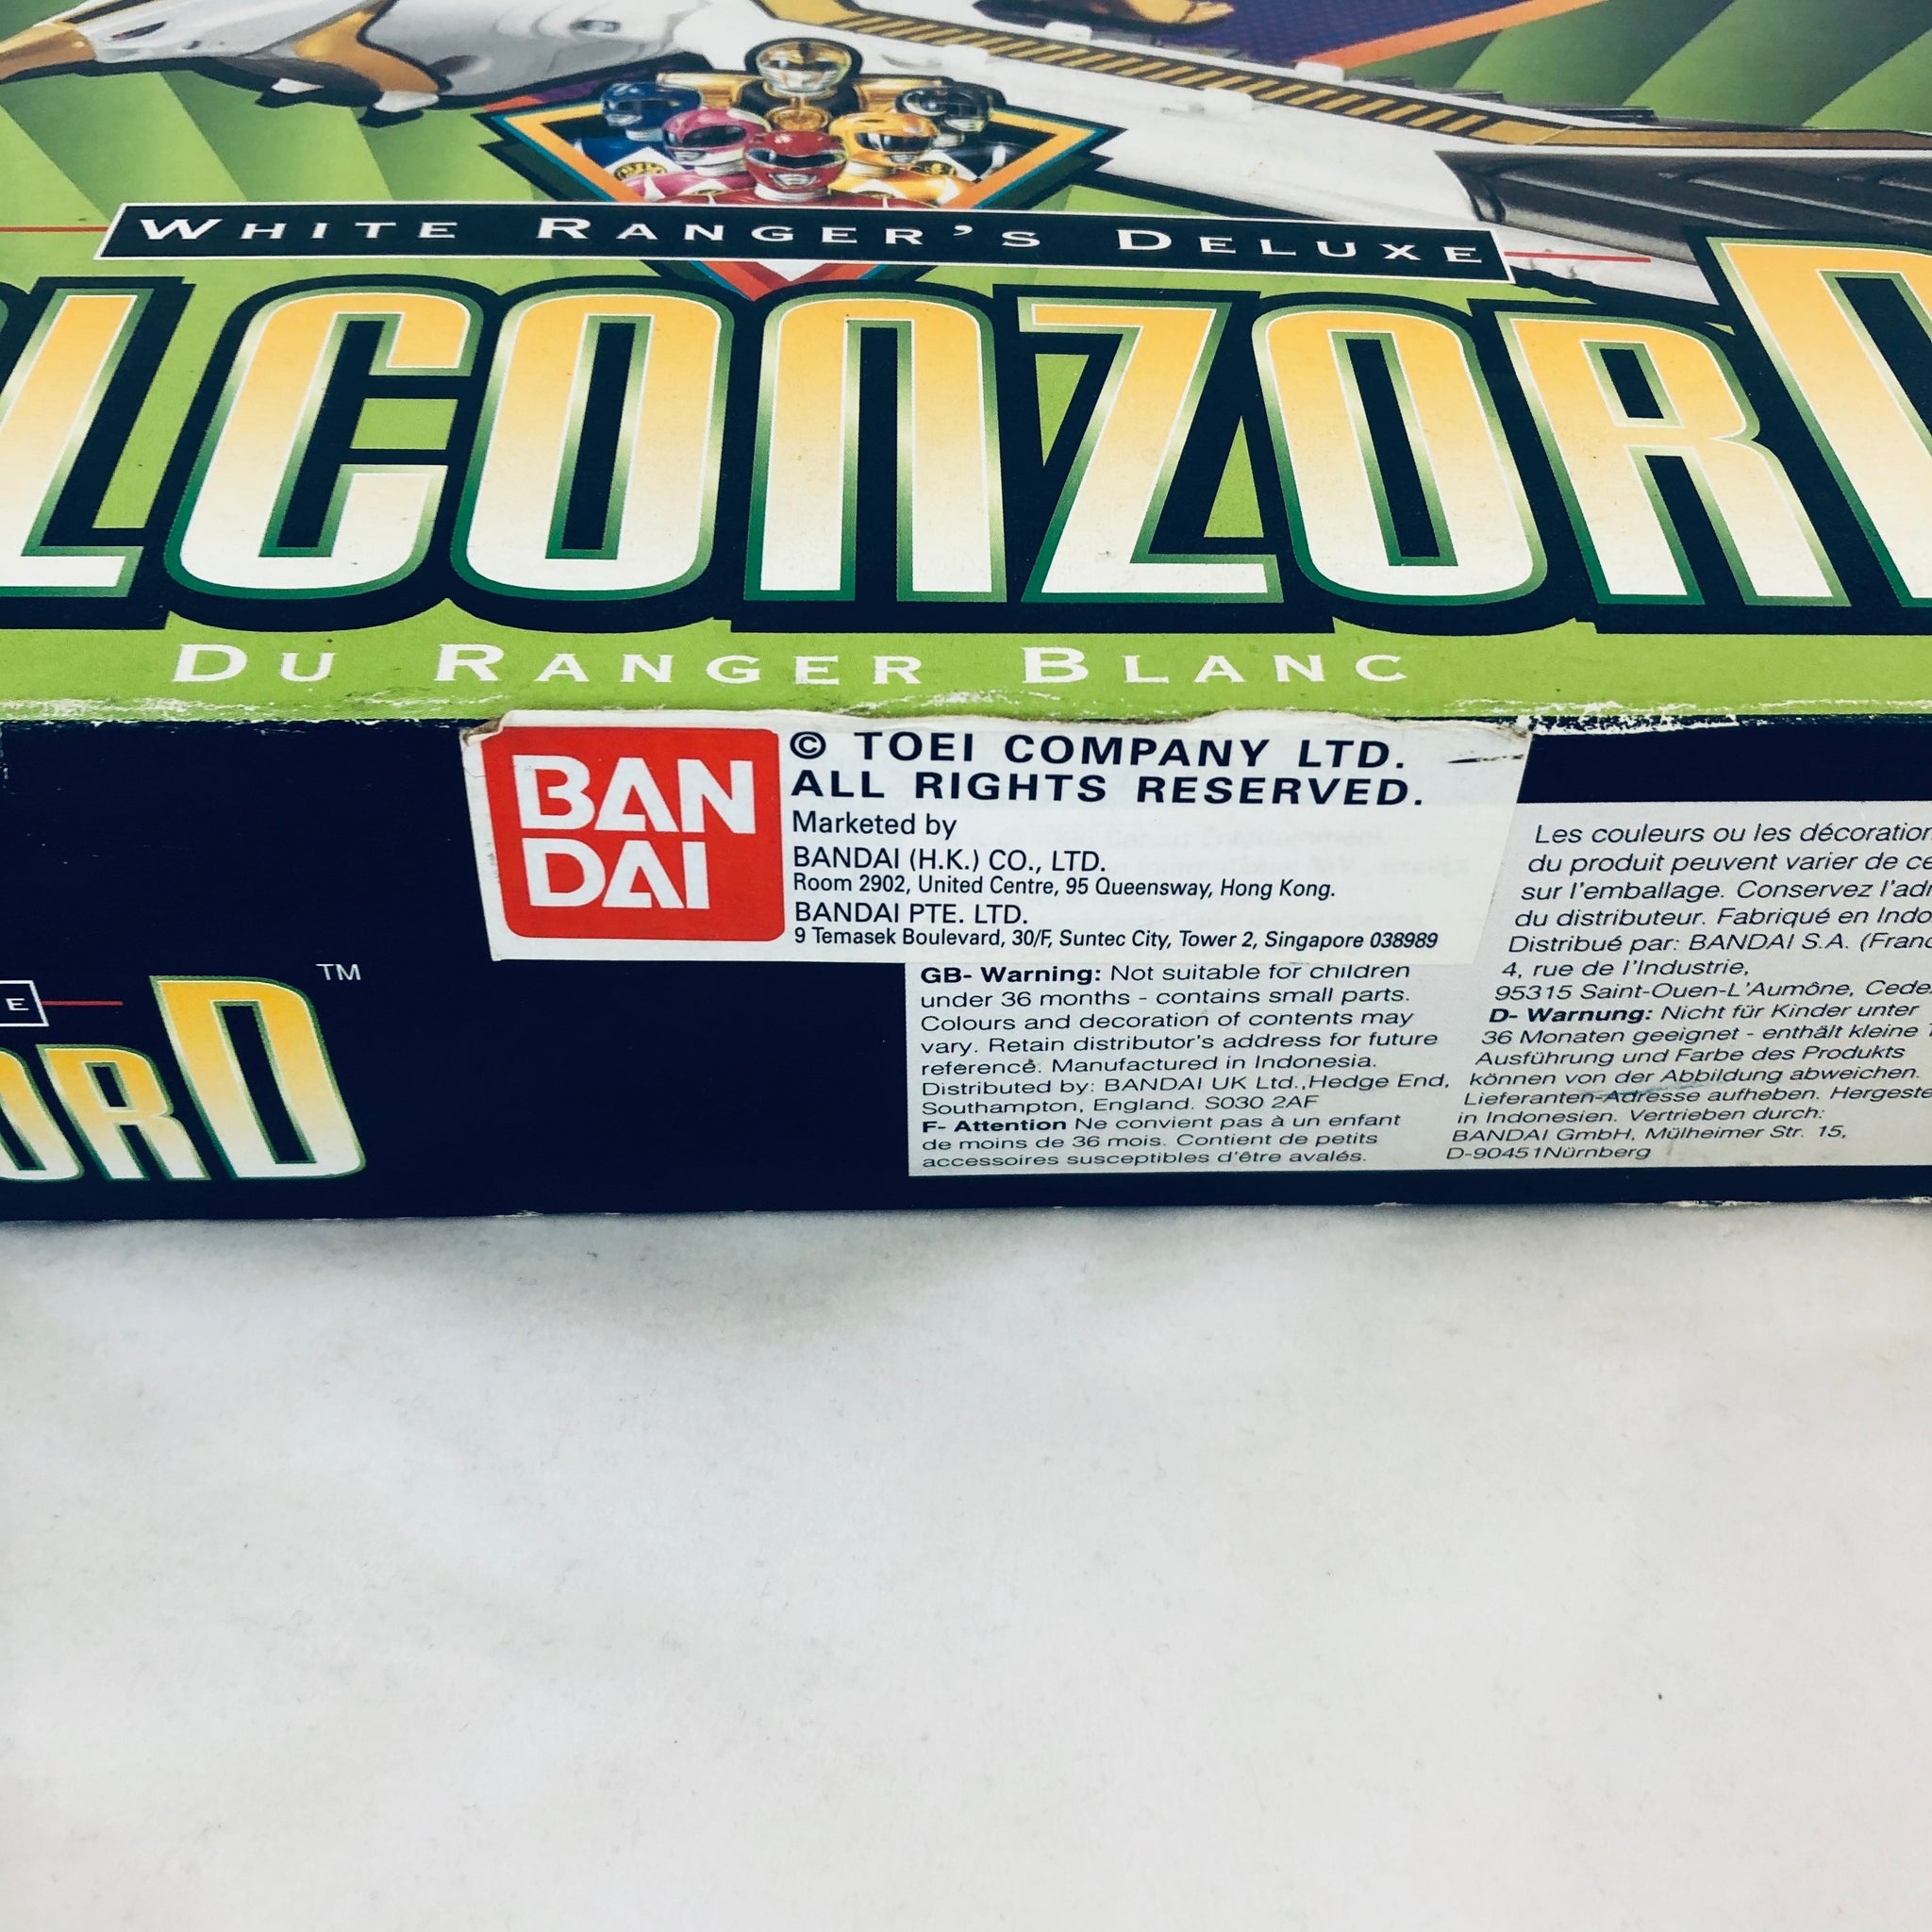 WHITE RANGER'S DELUXE
LCONZORD
DU RANGER BLANC
BAN
DAI
© TOEI COMPANY LTD.
ALL RIGHTS RESERVED.
Marketed by
BANDAI (H.K.) CO., LTD.
Room 2902, United Centre, 95 Queensway, Hong Kong.
BANDAI PTE. LTD.
9 Temasek Boulevard, 30/F, Suntec City, Tower 2, Singapore 038989
E
ORD
TM
GB- Warning: Not suitable for children
under 36 months - contains small parts.
Colours and decoration of contents may
vary. Retain distributor's address for future
reference. Manufactured in Indonesia.
Distributed by: BANDAI UK Ltd.,Hedge End,
Southampton, England. S030 2AF
F- Attention Ne convient pas à un enfant
de moins de 36 mois. Contient de petits
accessoires susceptibles d'être avalés.
Les couleurs ou les décoration
du produit peuvent varier de ce
sur l'emballage. Conservez l'adr
du distributeur. Fabriqué en Indo
Distribué par: BANDAI S.A. (Franc
4, rue de l'Industrie,
95315 Saint-Ouen-L'Aumône, Cede
D- Warnung: Nicht für Kinder unter
36 Monaten geeignet - enthält kleine
Ausführung und Farbe des Produkts
können von der Abbildung abweichen.
Lieferanten-Adresse aufheben. Hergeste
in Indonesien. Vertrieben durch:
BANDAI GmbH, Mülheimer Str. 15,
D-90451Nürnberg